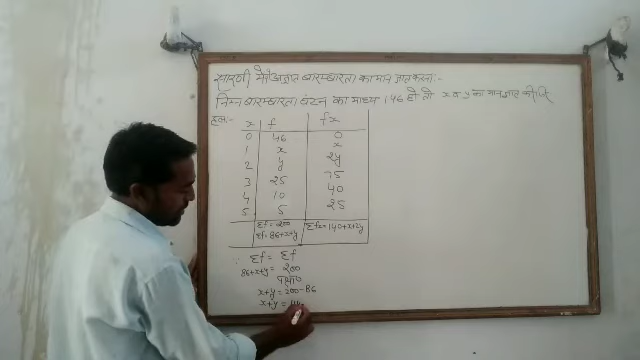 सारणी में अज्ञात बारम्बारता का मान ज्ञात करना:-
निम्न बारम्बारता बंटन का माध्य 1.46 हो तो x व y का मान ज्ञात कीजिए
हल:- x f fx
0 46 0
1 x x
2 y 2y
3 25 75
4 10 40
5 5 25
Σf = 200
Σf = 86+x+y Σfx = 140+x+2y
∵ Σf = Σf
86+x+y = 200
x+y = 200-86
x+y =